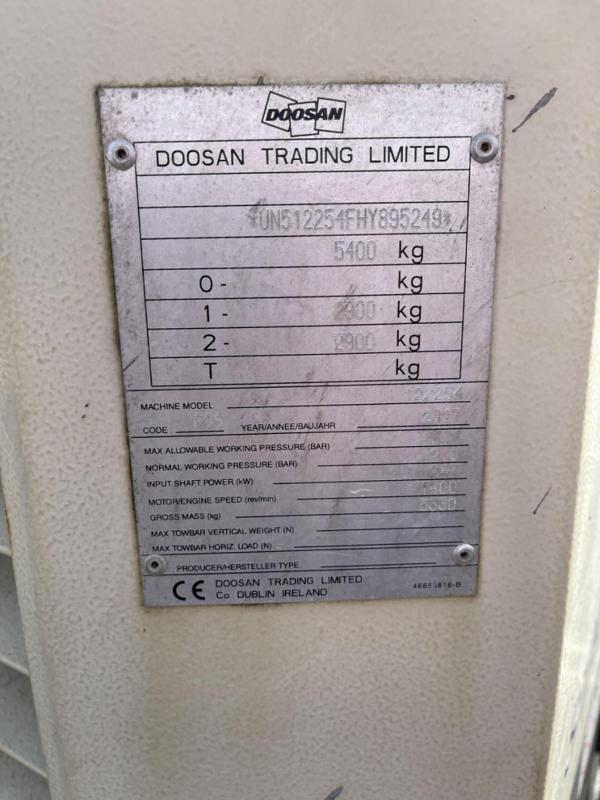 DOOSAN
DOOSAN TRADING LIMITED
*UN512254FHY895249*
5400 kg
0- kg
1- 2900 kg
2- 2900 kg
T kg
MACHINE MODEL
CODE YEAR/ANNEE/BAUJAHR 2017
MAX ALLOWABLE WORKING PRESSURE (BAR)
NORMAL WORKING PRESSURE (BAR)
INPUT SHAFT POWER (kW)
MOTOR/ENGINE SPEED (rev/min)
GROSS MASS (kg)
MAX TOWBAR VERTICAL WEIGHT (N)
MAX TOWBAR HORIZ. LOAD (N)
PRODUCER/HERSTELLER TYPE
CE DOOSAN TRADING LIMITED
Co DUBLIN IRELAND 46653616-B